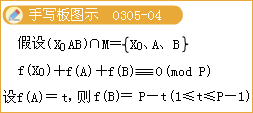 手写板图示 0305-04
假设(X₀AB)∩M={X₀、A、B}
f(X₀)+f(A)+f(B)≡0(mod P)
设f(A)=t,则f(B)=P-t(1≤t≤P-1)